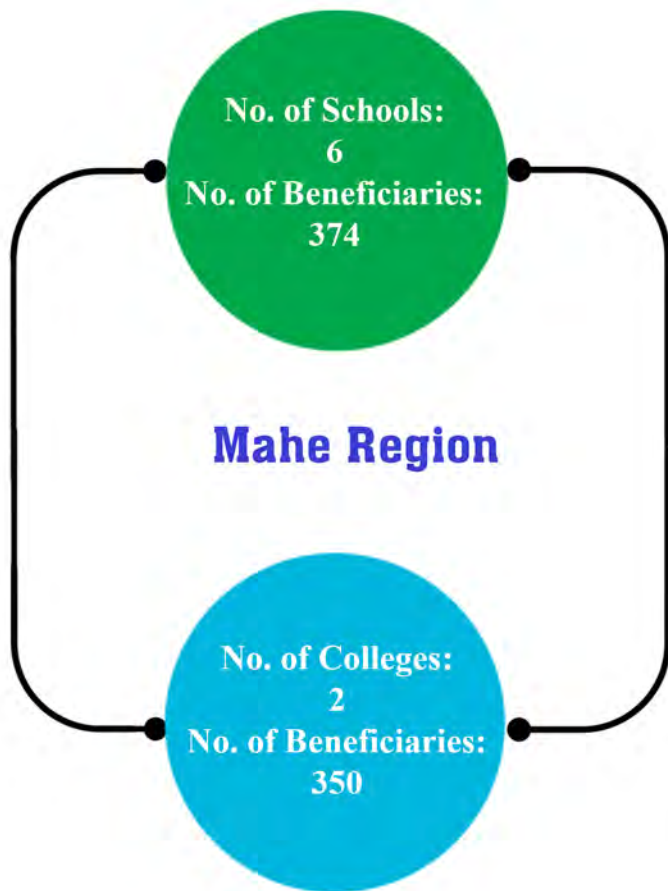 No. of Schools:
6
No. of Beneficiaries:
374
Mahe Region
No. of Colleges:
2
No. of Beneficiaries:
350